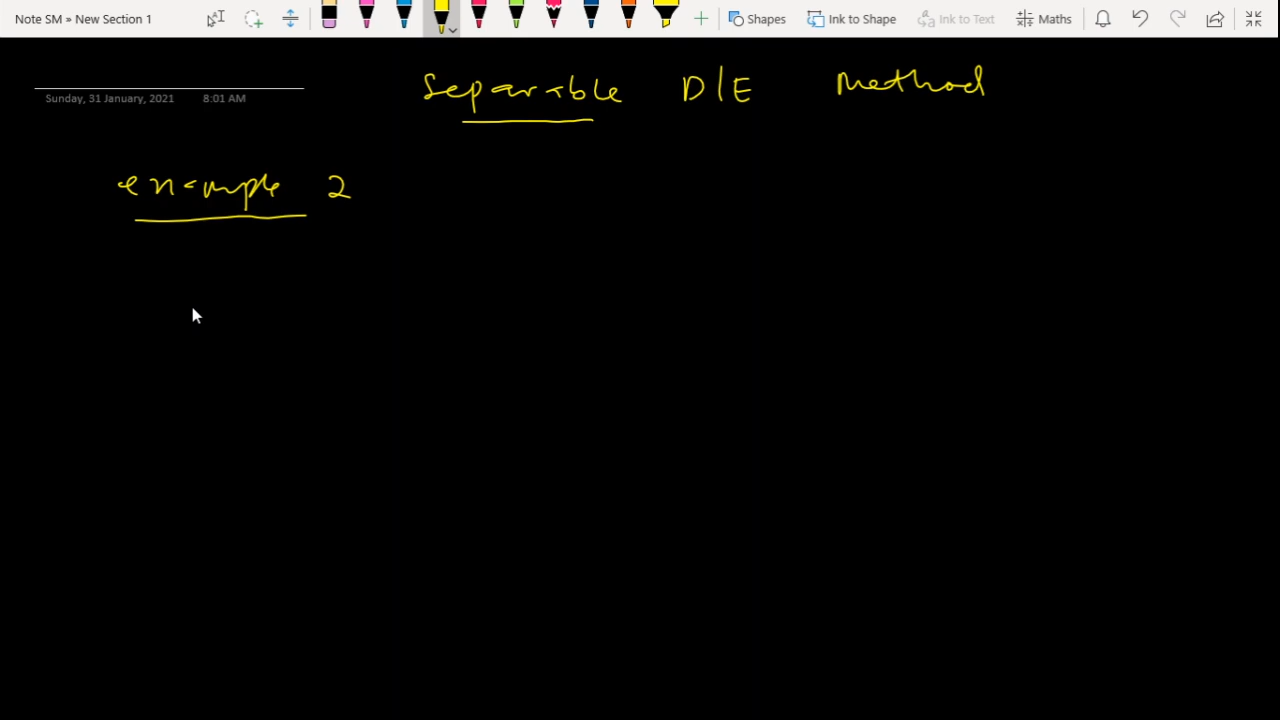 Note SM » New Section 1
Shapes
Ink to Shape
Ink to Text
Maths
Separable D/E Method
Sunday, 31 January, 2021 8:01 AM
example 2